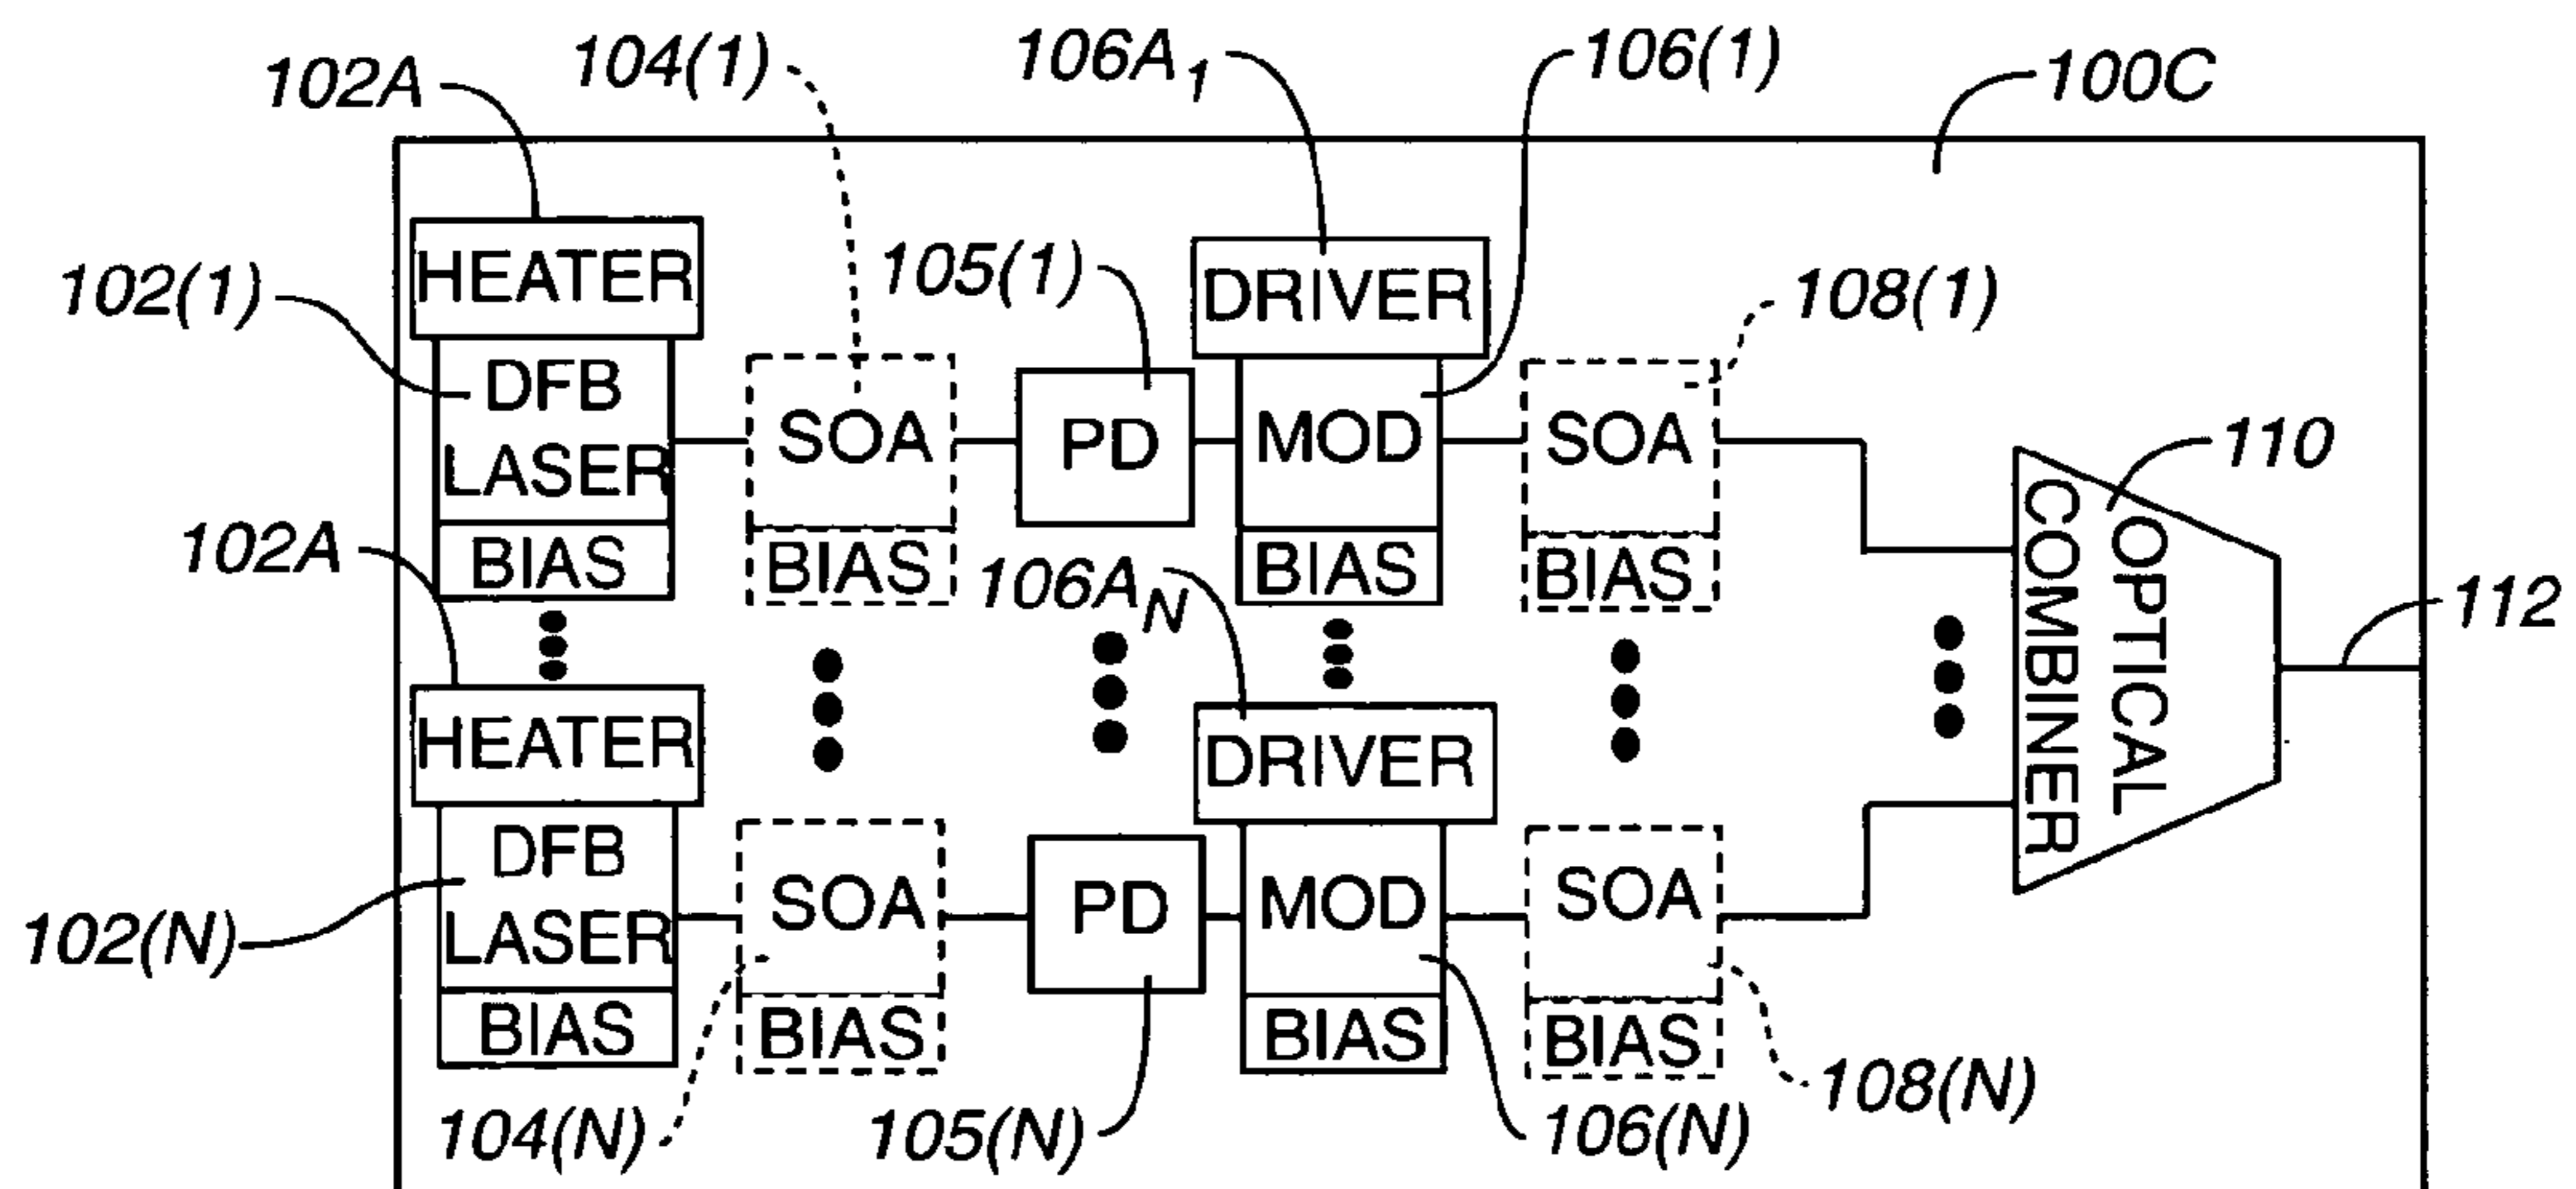 104(1)
106A1
106(1)
100C
102A
HEATER
105(1)
DRIVER
108(1)
102(1)
DFB
LASER
BIAS
SOA
BIAS
PD
MOD
BIAS
SOA
BIAS
110
OPTICAL
COMBINER
112
102A
106AN
HEATER
DRIVER
DFB
LASER
BIAS
SOA
BIAS
PD
MOD
BIAS
SOA
BIAS
102(N)
104(N)
105(N)
106(N)
108(N)